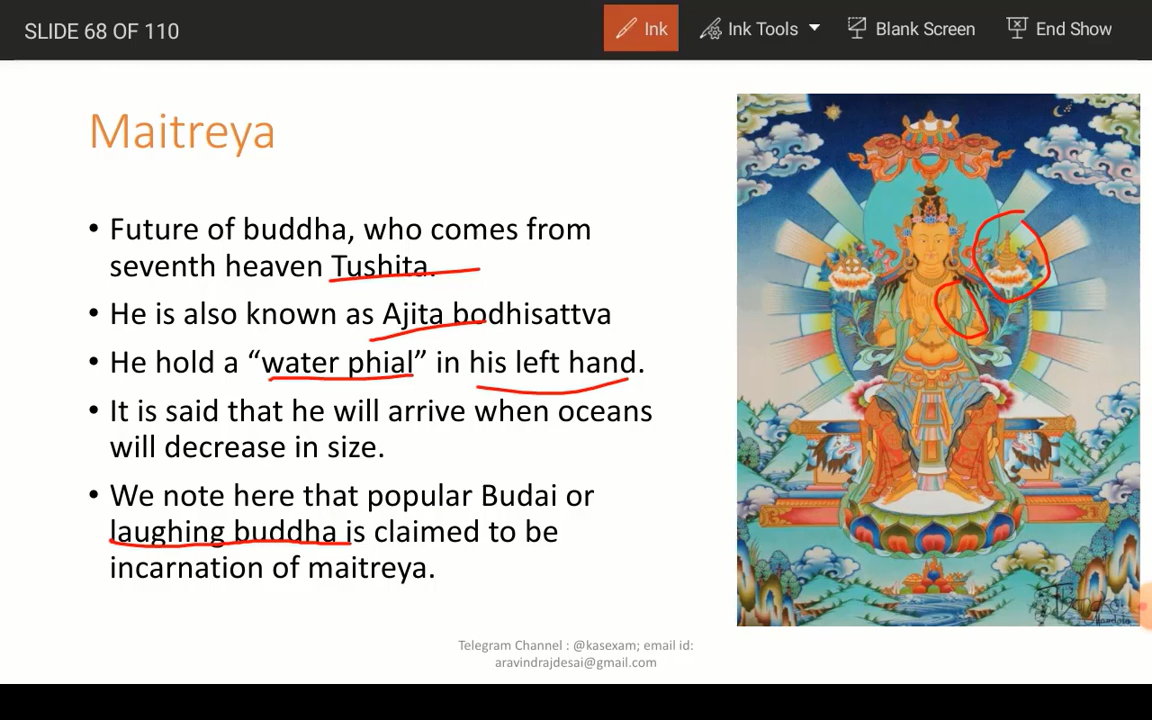 SLIDE 68 OF 110
Ink
Ink Tools
Blank Screen
End Show
Maitreya
• Future of buddha, who comes from
seventh heaven Tushita.
• He is also known as Ajita bodhisattva
• He hold a “water phial” in his left hand.
• It is said that he will arrive when oceans
will decrease in size.
• We note here that popular Budai or
laughing buddha is claimed to be
incarnation of maitreya.
Telegram Channel : @kasexam; email id:
aravindrajdesai@gmail.com